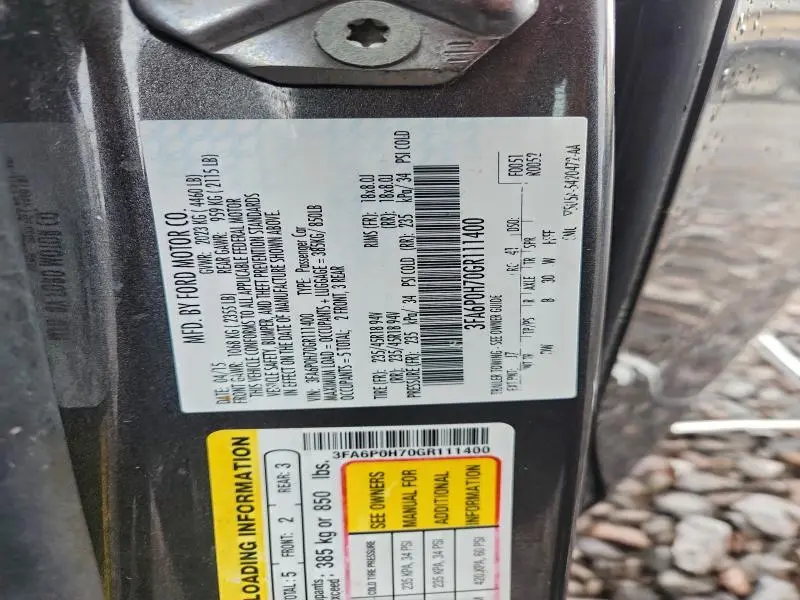 MFD. BY FORD MOTOR CO.
DATE: 04/15 GVWR: 2023 KG (4460 LB)
FRONT GAWR: 1068 KG (2355 LB) REAR GAWR: 959 KG (2115 LB)
THIS VEHICLE CONFORMS TO ALL APPLICABLE FEDERAL MOTOR
VEHICLE SAFETY, BUMPER, AND THEFT PREVENTION STANDARDS
IN EFFECT ON THE DATE OF MANUFACTURE SHOWN ABOVE.
VIN: 3FA6P0H70GR111400 TYPE: Passenger Car
MAXIMUM LOAD = OCCUPANTS + LUGGAGE = 385KG/ 850LB
OCCUPANTS = 5 TOTAL: 2 FRONT, 3 REAR
TIRE (FR): 235/45R18 94V RIMS (FR): 18x8.0J
(RR): 235/45R18 94V (RR): 18x8.0J
PRESSURE (FR): 235 kPa/ 34 PSI COLD (RR): 235 kPa/ 34 PSI COLD
3FA6P0H70GR111400
TRAILER TOWING - SEE OWNER GUIDE
F0051
R0052
EXT PNT: J7 RC: 41 DSO:
WB TP/PS AXLE TR SPR
B 30 W
5420472-AA
LOADING INFORMATION
TOTAL: 5 FRONT: 2 REAR: 3
385 kg or 850 lbs.
3FA6P0H70GR111400
COLD TIRE PRESSURE SEE OWNERS
235 KPA, 34 PSI MANUAL FOR
235 KPA, 34 PSI ADDITIONAL
420 KPA, 60 PSI INFORMATION